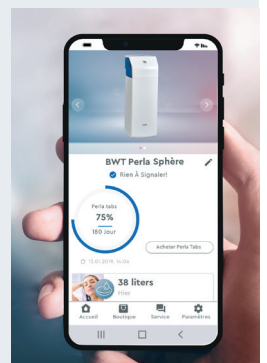 BWT Perla Sphère
Rien À Signaler!
Perla tabs
75%
180 Jour
Acheter Perla Tabs
13.01.2019, 14:06
38 liters
Hier
Accueil
Boutique
Service
Paramètres